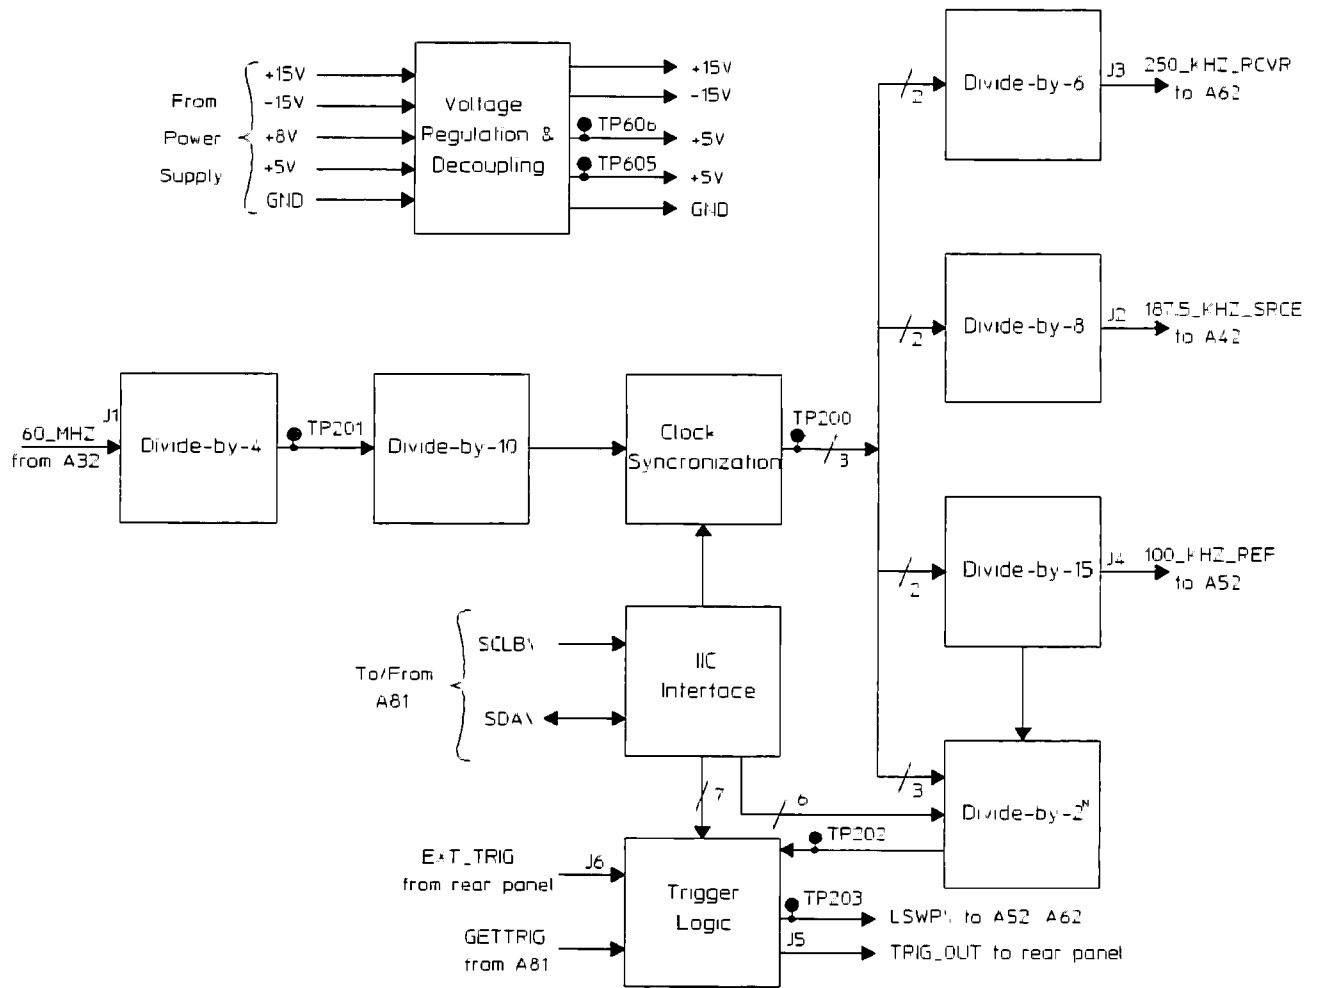 From
Power
Supply
+15V
-15V
+8V
+5V
GND
Voltage
Regulation &
Decoupling
+15V
-15V
TP606
+5V
TP605
+5V
GND
2
Divide-by-6
J3
250_KHZ_RCVR
to A62
2
Divide-by-8
J2
187.5_KHZ_SRCE
to A42
60_MHZ
from A32
J1
Divide-by-4
TP201
Divide-by-10
Clock
Syncronization
TP200
3
2
Divide-by-15
J4
100_KHZ_REF
to A52
To/From
A81
SCLB\
SDA\
IIC
Interface
7
6
3
Divide-by-2ᴺ
TP202
EXT_TRIG
from rear panel
J6
GETTRIG
from A81
Trigger
Logic
TP203
LSWP\ to A52 A62
J5
TRIG_OUT to rear panel